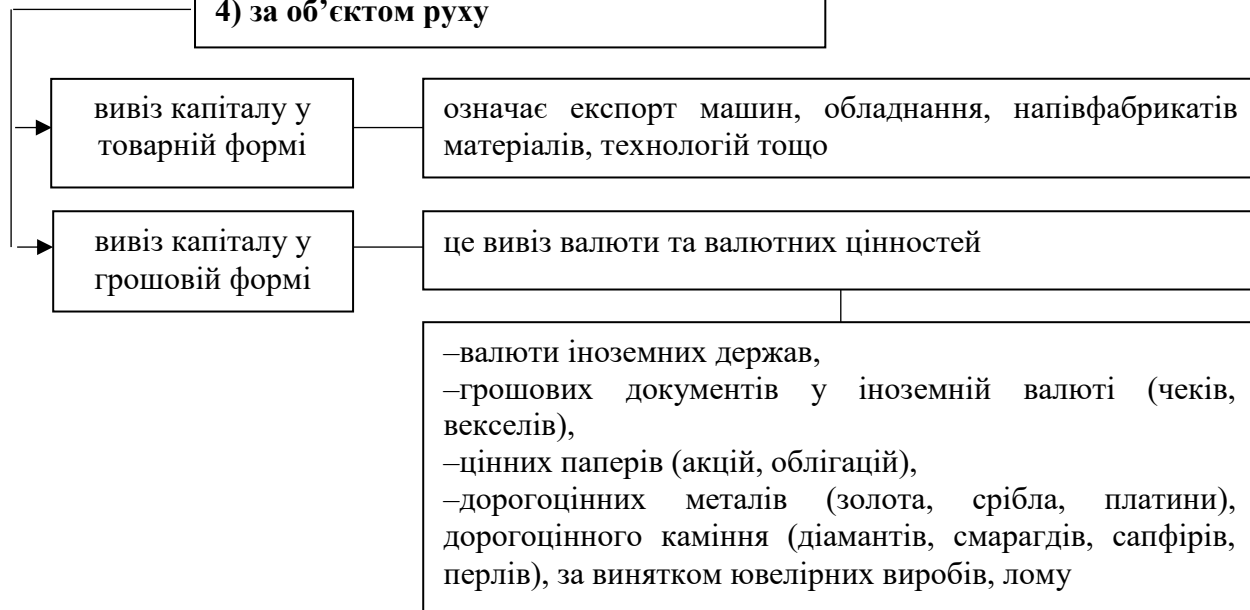 4) за об’єктом руху
вивіз капіталу у
товарній формі
означає експорт машин, обладнання, напівфабрикатів
матеріалів, технологій тощо
вивіз капіталу у
грошовій формі
це вивіз валюти та валютних цінностей
–валюти іноземних держав,
–грошових документів у іноземній валюті (чеків,
векселів),
–цінних паперів (акцій, облігацій),
–дорогоцінних металів (золота, срібла, платини),
дорогоцінного каміння (діамантів, смарагдів, сапфірів,
перлів), за винятком ювелірних виробів, лому